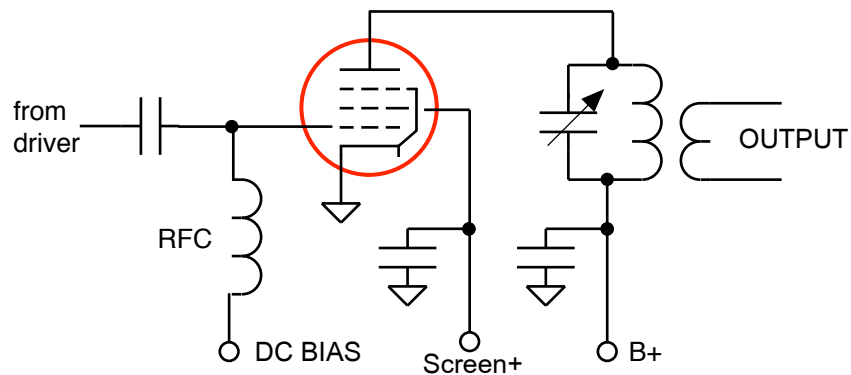 from
driver
RFC
DC BIAS
Screen+
B+
OUTPUT